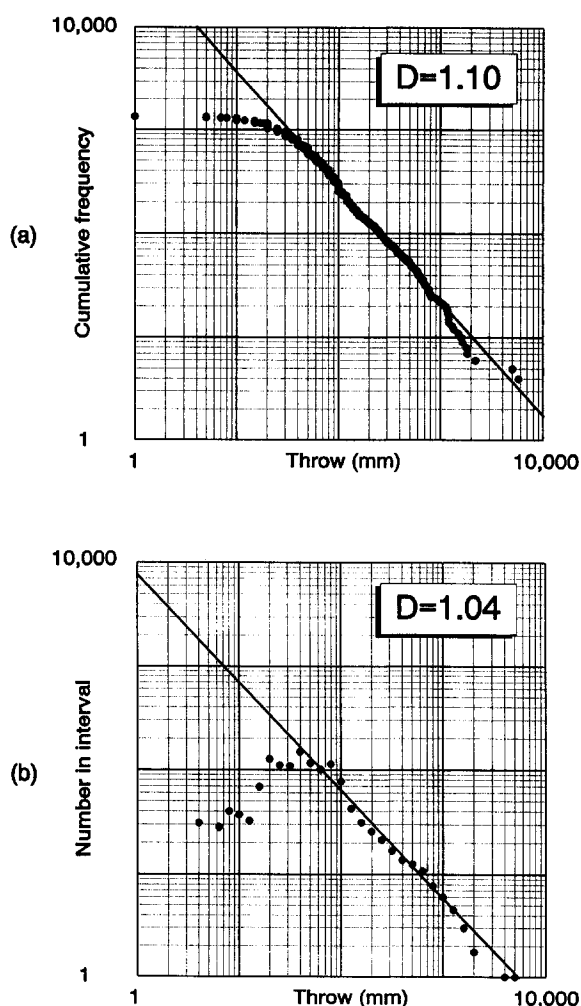 10,000
D=1.10
Cumulative frequency
(a)
1
1
Throw (mm)
10,000
10,000
D=1.04
Number in interval
(b)
1
1
Throw (mm)
10,000